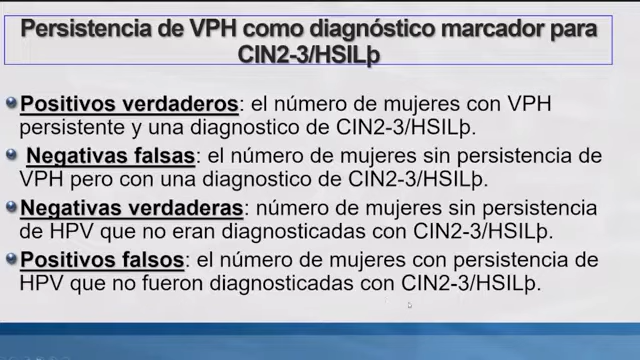 Persistencia de VPH como diagnóstico marcador para
CIN2-3/HSILþ
Positivos verdaderos: el número de mujeres con VPH
persistente y una diagnostico de CIN2-3/HSILþ.
Negativas falsas: el número de mujeres sin persistencia de
VPH pero con una diagnostico de CIN2-3/HSILþ.
Negativas verdaderas: número de mujeres sin persistencia
de HPV que no eran diagnosticadas con CIN2-3/HSILþ.
Positivos falsos: el número de mujeres con persistencia de
HPV que no fueron diagnosticadas con CIN2-3/HSILþ.